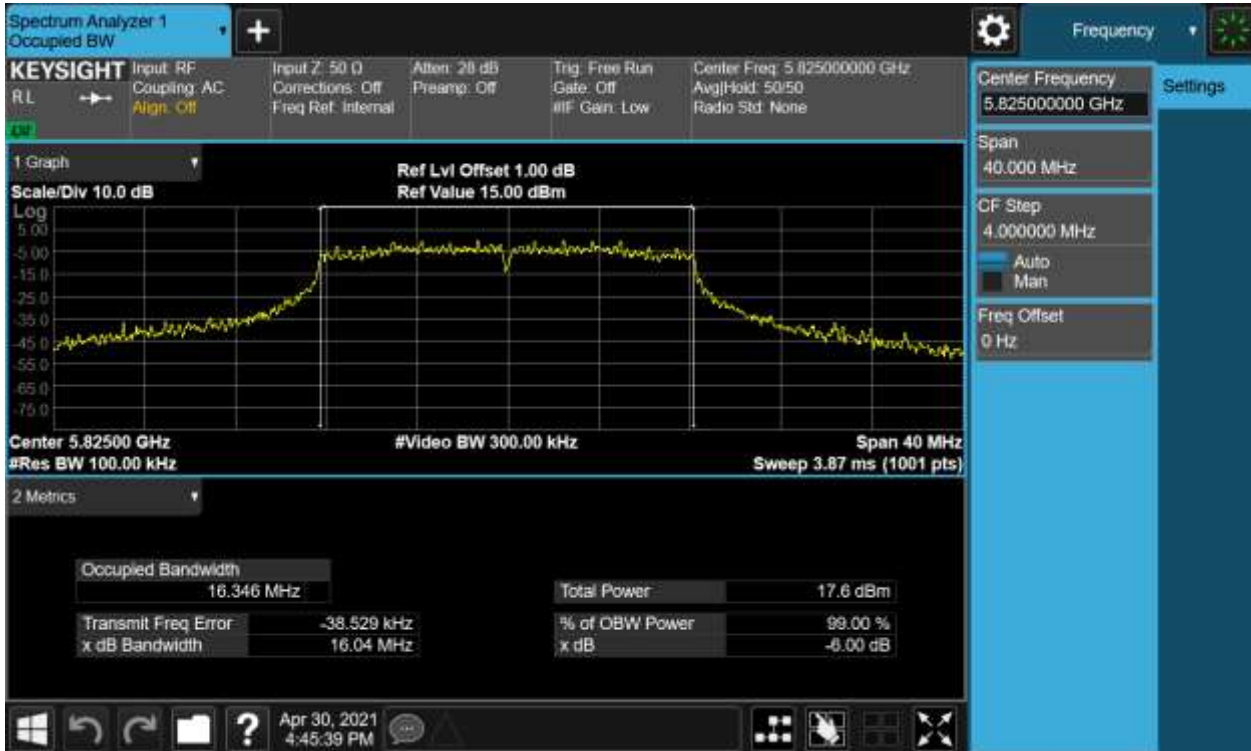 Spectrum Analyzer 1
Occupied BW
+
Frequency
KEYSIGHT
RL
Input: RF
Coupling: AC
Align: Off
Input Z: 50 Ω
Corrections: Off
Freq Ref: Internal
Atten: 28 dB
Preamp: Off
Trig: Free Run
Gate: Off
#IF Gain: Low
Center Freq: 5.825000000 GHz
Avg|Hold: 50/50
Radio Std: None
Center Frequency
5.825000000 GHz
Settings
Span
40.000 MHz
CF Step
4.000000 MHz
Auto
Man
Freq Offset
0 Hz
1 Graph
Scale/Div 10.0 dB
Ref Lvl Offset 1.00 dB
Ref Value 15.00 dBm
Log
5.00
-5.00
-15.0
-25.0
-35.0
-45.0
-55.0
-65.0
-75.0
Center 5.82500 GHz
#Video BW 300.00 kHz
Span 40 MHz
#Res BW 100.00 kHz
Sweep 3.87 ms (1001 pts)
2 Metrics
Occupied Bandwidth
16.346 MHz
Total Power 17.6 dBm
Transmit Freq Error -38.529 kHz
% of OBW Power 99.00 %
x dB Bandwidth 16.04 MHz
x dB -6.00 dB
?
Apr 30, 2021
4:45:39 PM